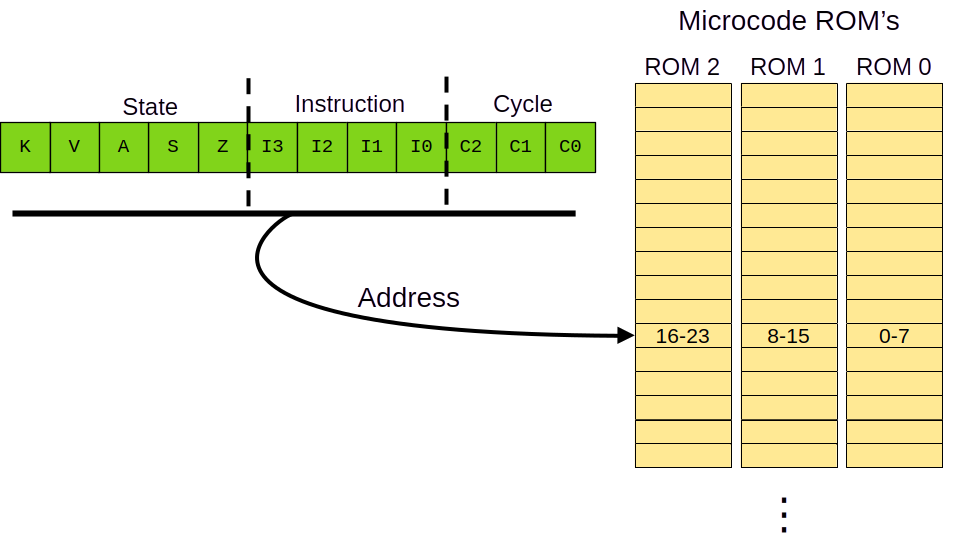 Microcode ROM’s
ROM 2 ROM 1 ROM 0
State Instruction Cycle
K V A S Z I3 I2 I1 I0 C2 C1 C0
Address
16-23 8-15 0-7